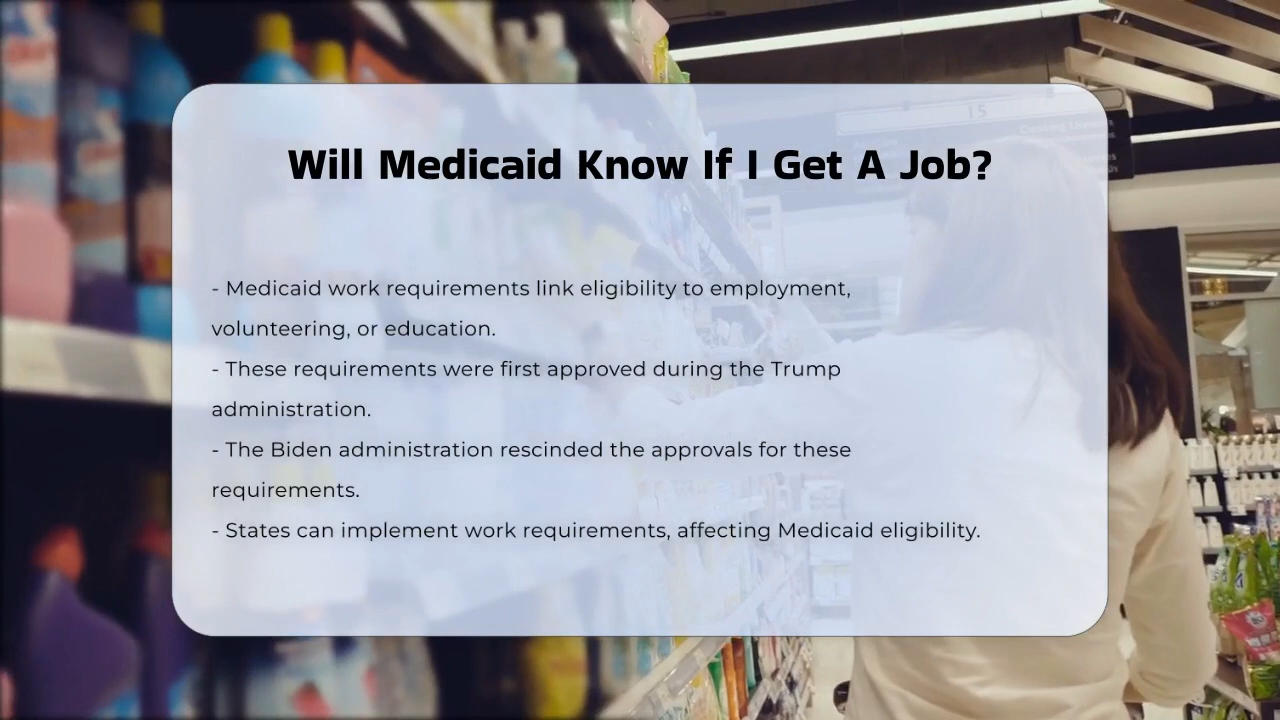 15
Will Medicaid Know If I Get A Job?
- Medicaid work requirements link eligibility to employment,
volunteering, or education.
- These requirements were first approved during the Trump
administration.
- The Biden administration rescinded the approvals for these
requirements.
- States can implement work requirements, affecting Medicaid eligibility.